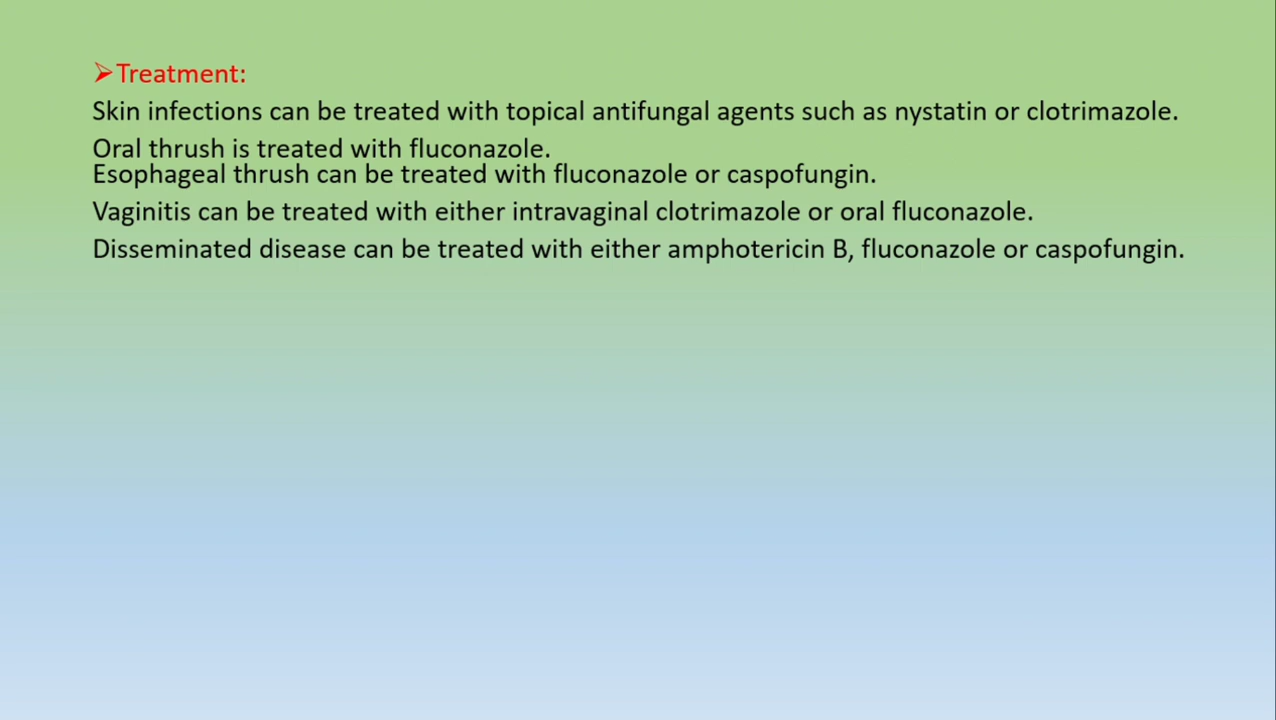 ➢Treatment:
Skin infections can be treated with topical antifungal agents such as nystatin or clotrimazole.
Oral thrush is treated with fluconazole.
Esophageal thrush can be treated with fluconazole or caspofungin.
Vaginitis can be treated with either intravaginal clotrimazole or oral fluconazole.
Disseminated disease can be treated with either amphotericin B, fluconazole or caspofungin.